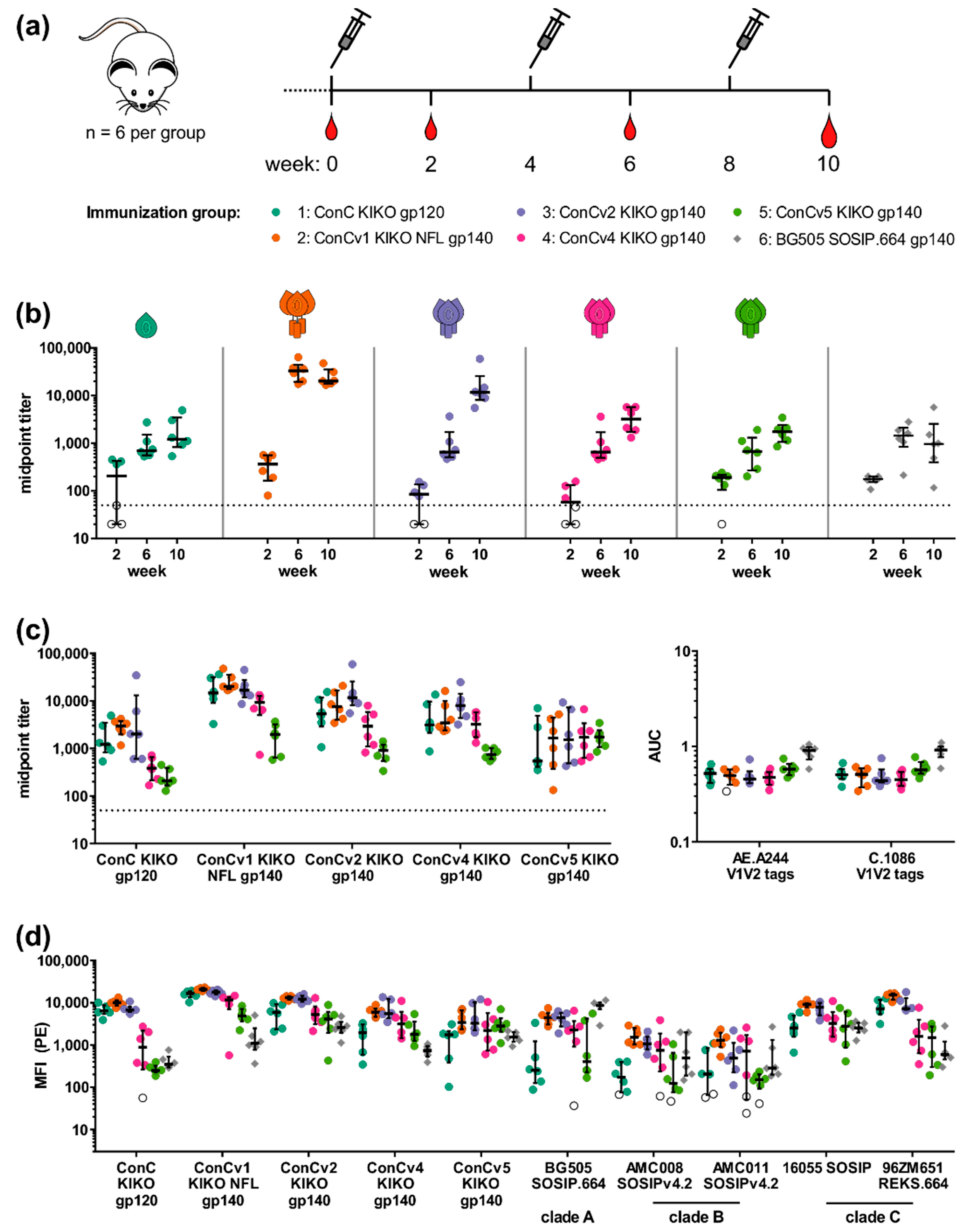 (a)
n = 6 per group
week: 0 2 4 6 8 10
Immunization group:
1: ConC KIKO gp120
3: ConCv2 KIKO gp140
5: ConCv5 KIKO gp140
2: ConCv1 KIKO NFL gp140
4: ConCv4 KIKO gp140
6: BG505 SOSIP.664 gp140
(b)
midpoint titer
100,000
10,000
1,000
100
10
2 6 10 2 6 10 2 6 10 2 6 10 2 6 10 2 6 10
week week week week week week
(c)
midpoint titer
100,000
10,000
1,000
100
10
ConC KIKO ConCv1 KIKO ConCv2 KIKO ConCv4 KIKO ConCv5 KIKO
gp120 NFL gp140 gp140 gp140 gp140
AUC
10
1
0.1
AE.A244 C.1086
V1V2 tags V1V2 tags
(d)
MFI (PE)
100,000
10,000
1,000
100
10
ConC ConCv1 ConCv2 ConCv4 ConCv5 BG505 AMC008 AMC011 16055 SOSIP 96ZM651
KIKO KIKO NFL KIKO KIKO KIKO SOSIP.664 SOSIPv4.2 SOSIPv4.2 REKS.664
gp120 gp140 gp140 gp140 gp140
clade A clade B clade C